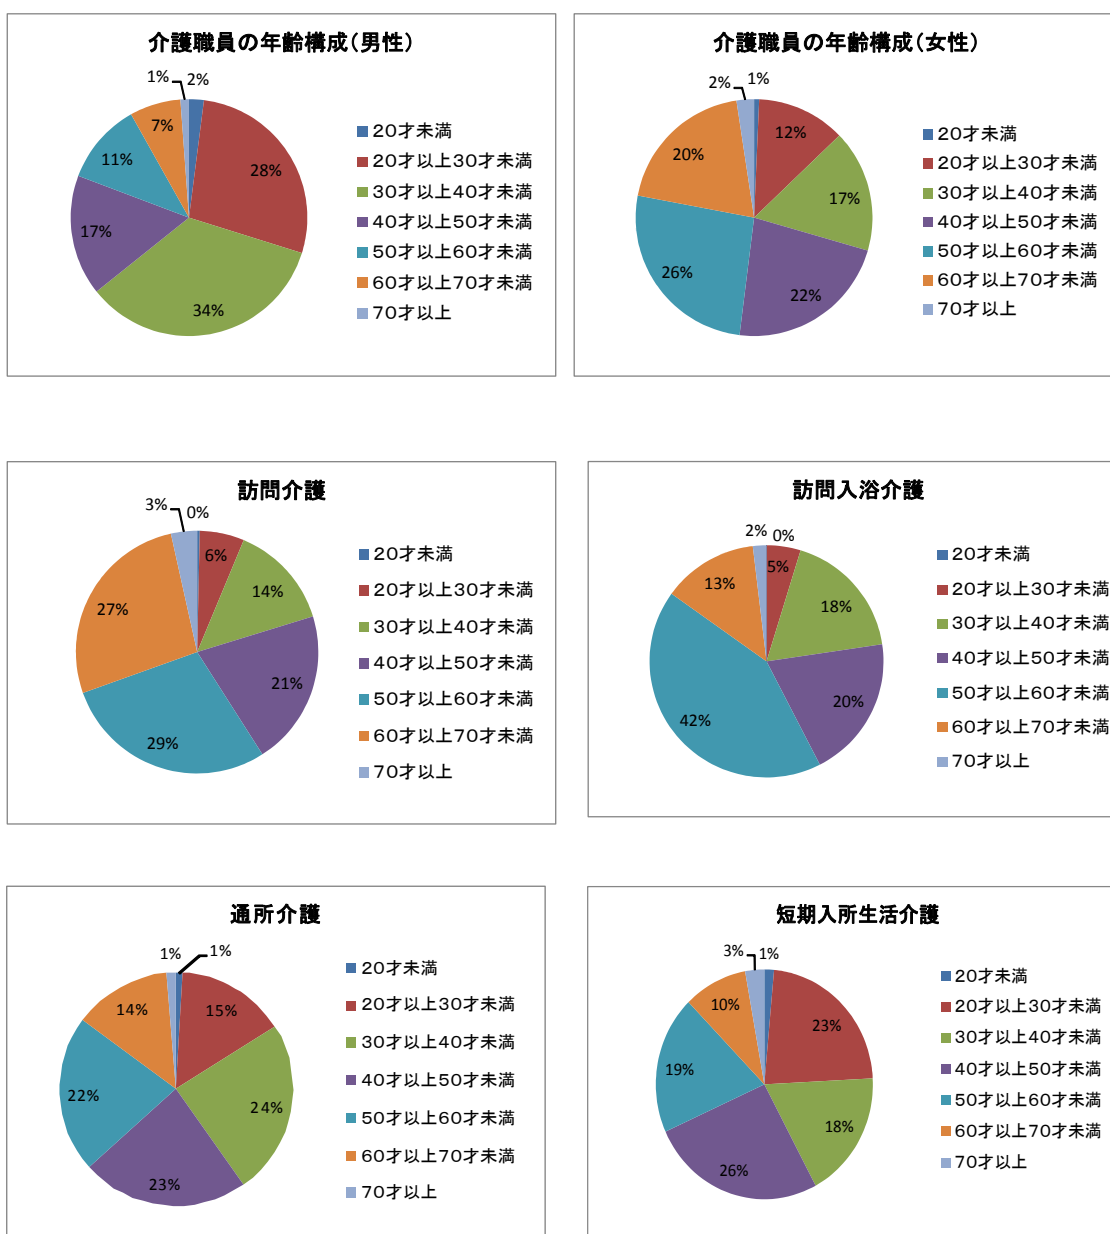 介護職員の年齢構成(男性)
1%
2%
28%
34%
17%
11%
7%
20才未満
20才以上30才未満
30才以上40才未満
40才以上50才未満
50才以上60才未満
60才以上70才未満
70才以上
介護職員の年齢構成(女性)
2%
1%
12%
17%
22%
26%
20%
20才未満
20才以上30才未満
30才以上40才未満
40才以上50才未満
50才以上60才未満
60才以上70才未満
70才以上
訪問介護
3%
0%
6%
14%
21%
29%
27%
20才未満
20才以上30才未満
30才以上40才未満
40才以上50才未満
50才以上60才未満
60才以上70才未満
70才以上
訪問入浴介護
2%
0%
5%
18%
20%
42%
13%
20才未満
20才以上30才未満
30才以上40才未満
40才以上50才未満
50才以上60才未満
60才以上70才未満
70才以上
通所介護
1%
1%
15%
24%
23%
22%
14%
20才未満
20才以上30才未満
30才以上40才未満
40才以上50才未満
50才以上60才未満
60才以上70才未満
70才以上
短期入所生活介護
3%
1%
23%
18%
26%
19%
10%
20才未満
20才以上30才未満
30才以上40才未満
40才以上50才未満
50才以上60才未満
60才以上70才未満
70才以上